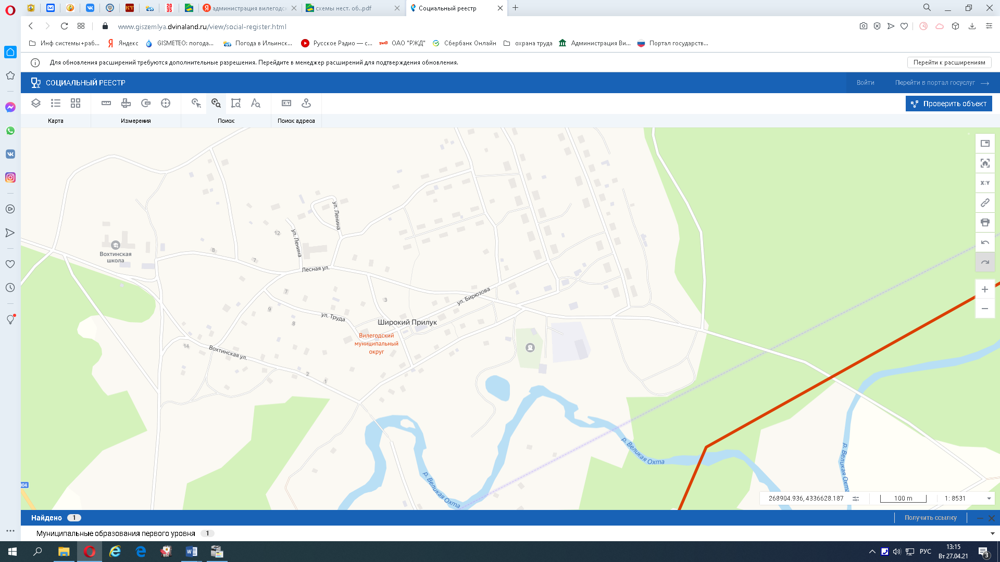 администрация вилегодс
схемы нест. об..pdf
Социальный реестр
www.giszemlya.dvinaland.ru/view/social-register.html
Инф системы+раб...
Яндекс
GISMETEO: погода...
Погода в Ильинск...
Русское Радио — с...
ОАО "РЖД"
Сбербанк Онлайн
охрана труда
Администрация Ви...
Портал государств...
Для обновления расширений требуются дополнительные разрешения. Перейдите в менеджер расширений для подтверждения обновления.
Перейти к расширениям
СОЦИАЛЬНЫЙ РЕЕСТР
Войти
Перейти в портал госуслуг
Проверить объект
Карта
Измерения
Поиск
Поиск адреса
X:Y
ул. Ленина
ул. Ленина
12
Вохтинская
школа
8
7
Лесная ул.
7
9
8
3
ул. Труда
ул. Бирюзова
Широкий Прилук
Вилегодский
муниципальный
округ
14
Вохтинская ул.
2
1
р. Великая Охта
р. Великая Охта
р. Великая Охта
04
268904.936, 4336628.187
100 m
1: 8531
Найдено 1
Получить ссылку
Муниципальные образования первого уровня 1
РУС
13:15
Вт 27.04.21
3